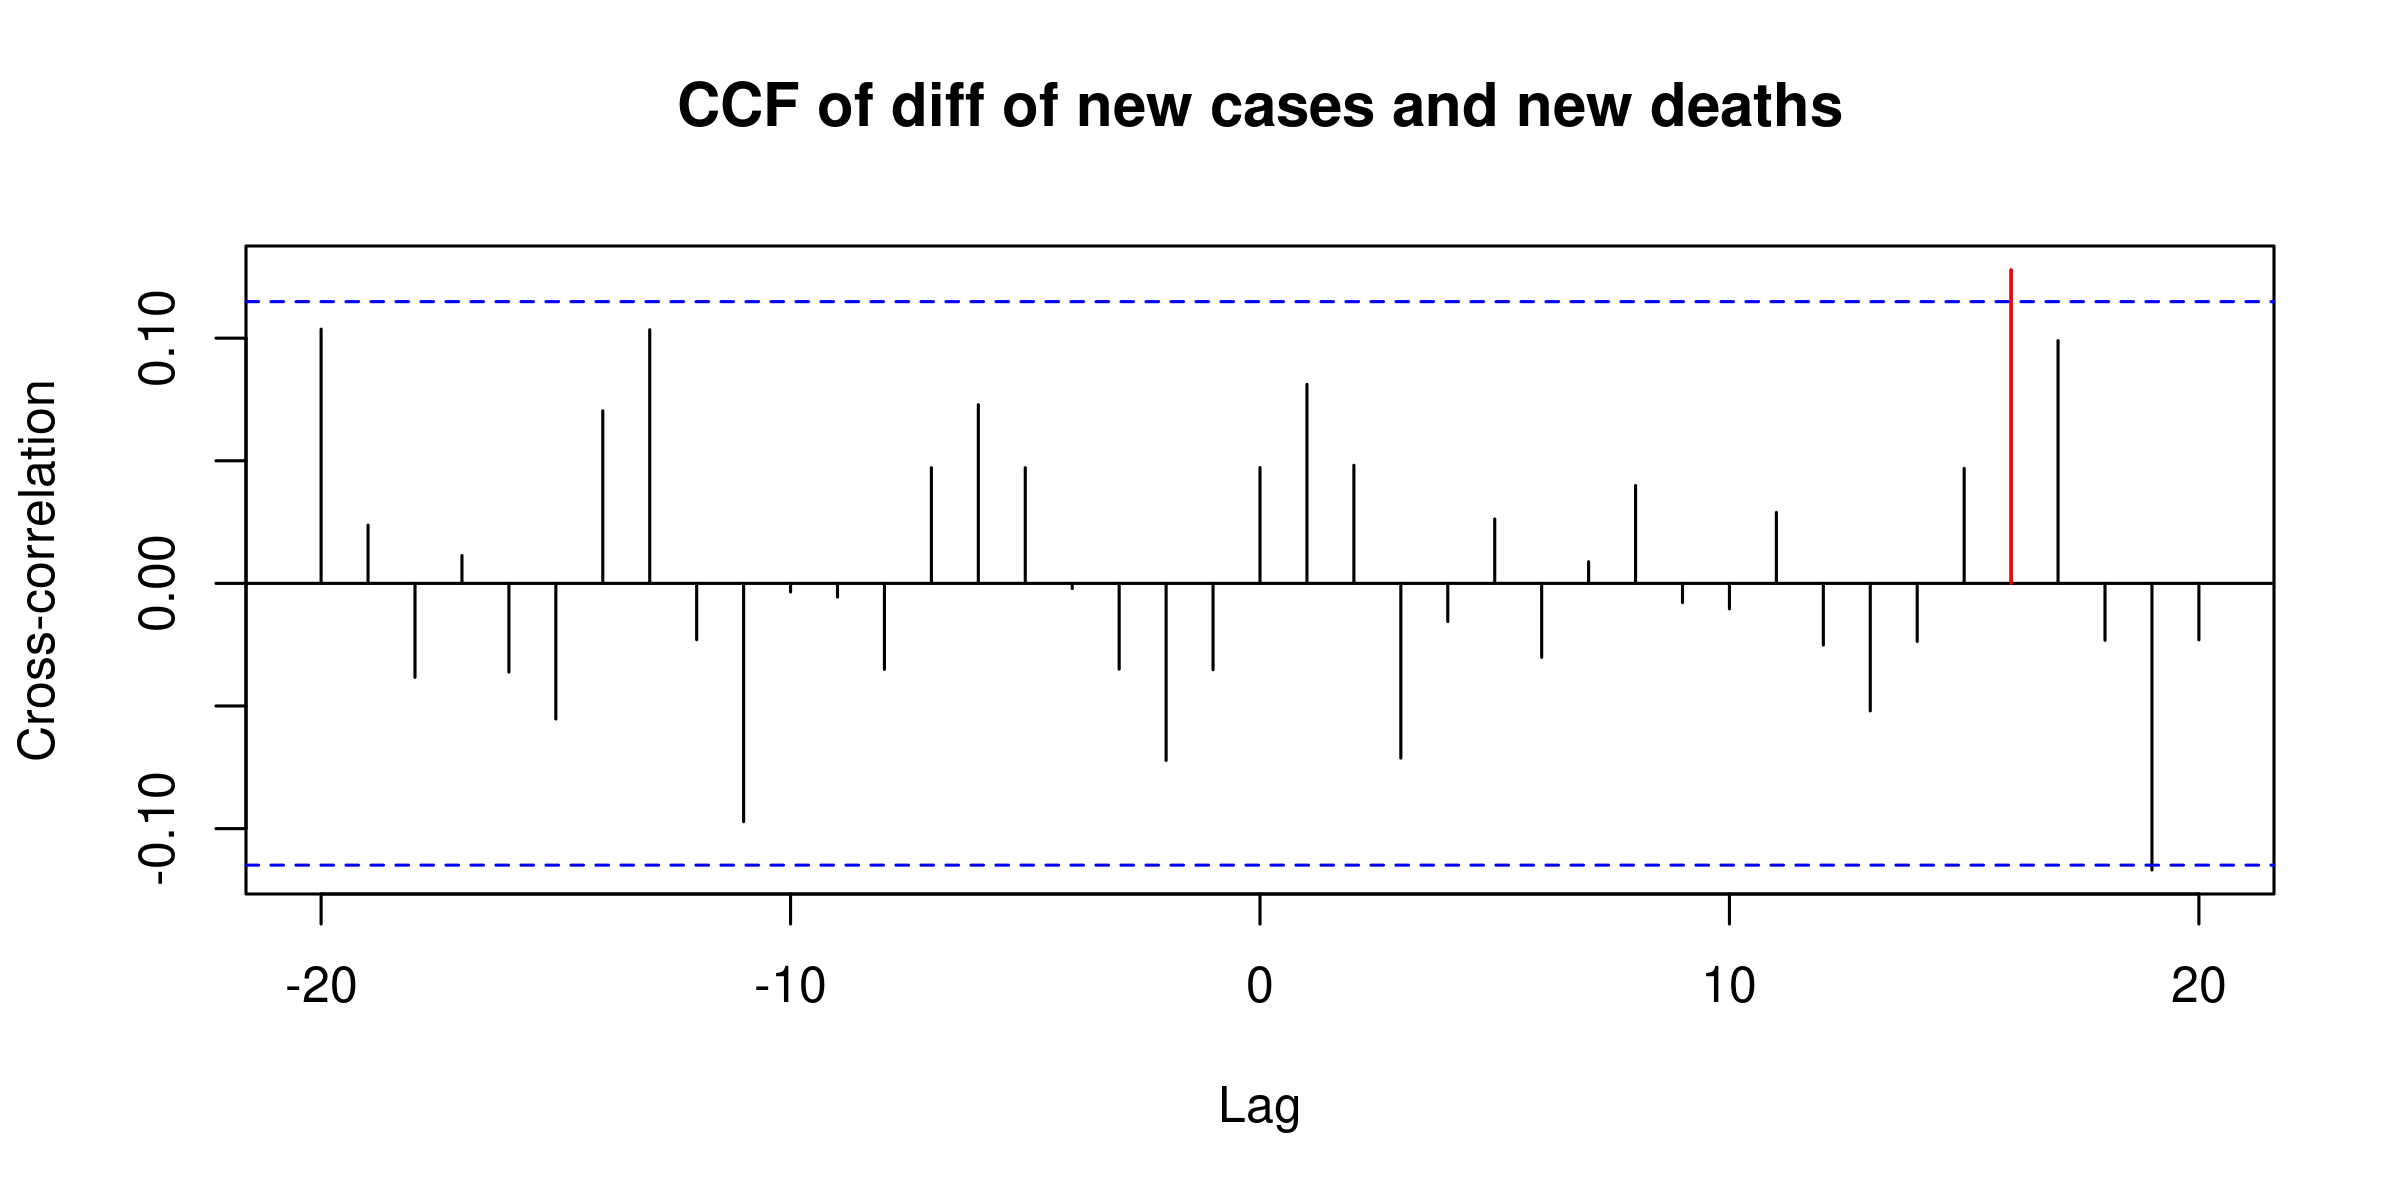 CCF of diff of new cases and new deaths
Cross-correlation
0.10
0.00
-0.10
-20
-10
0
10
20
Lag